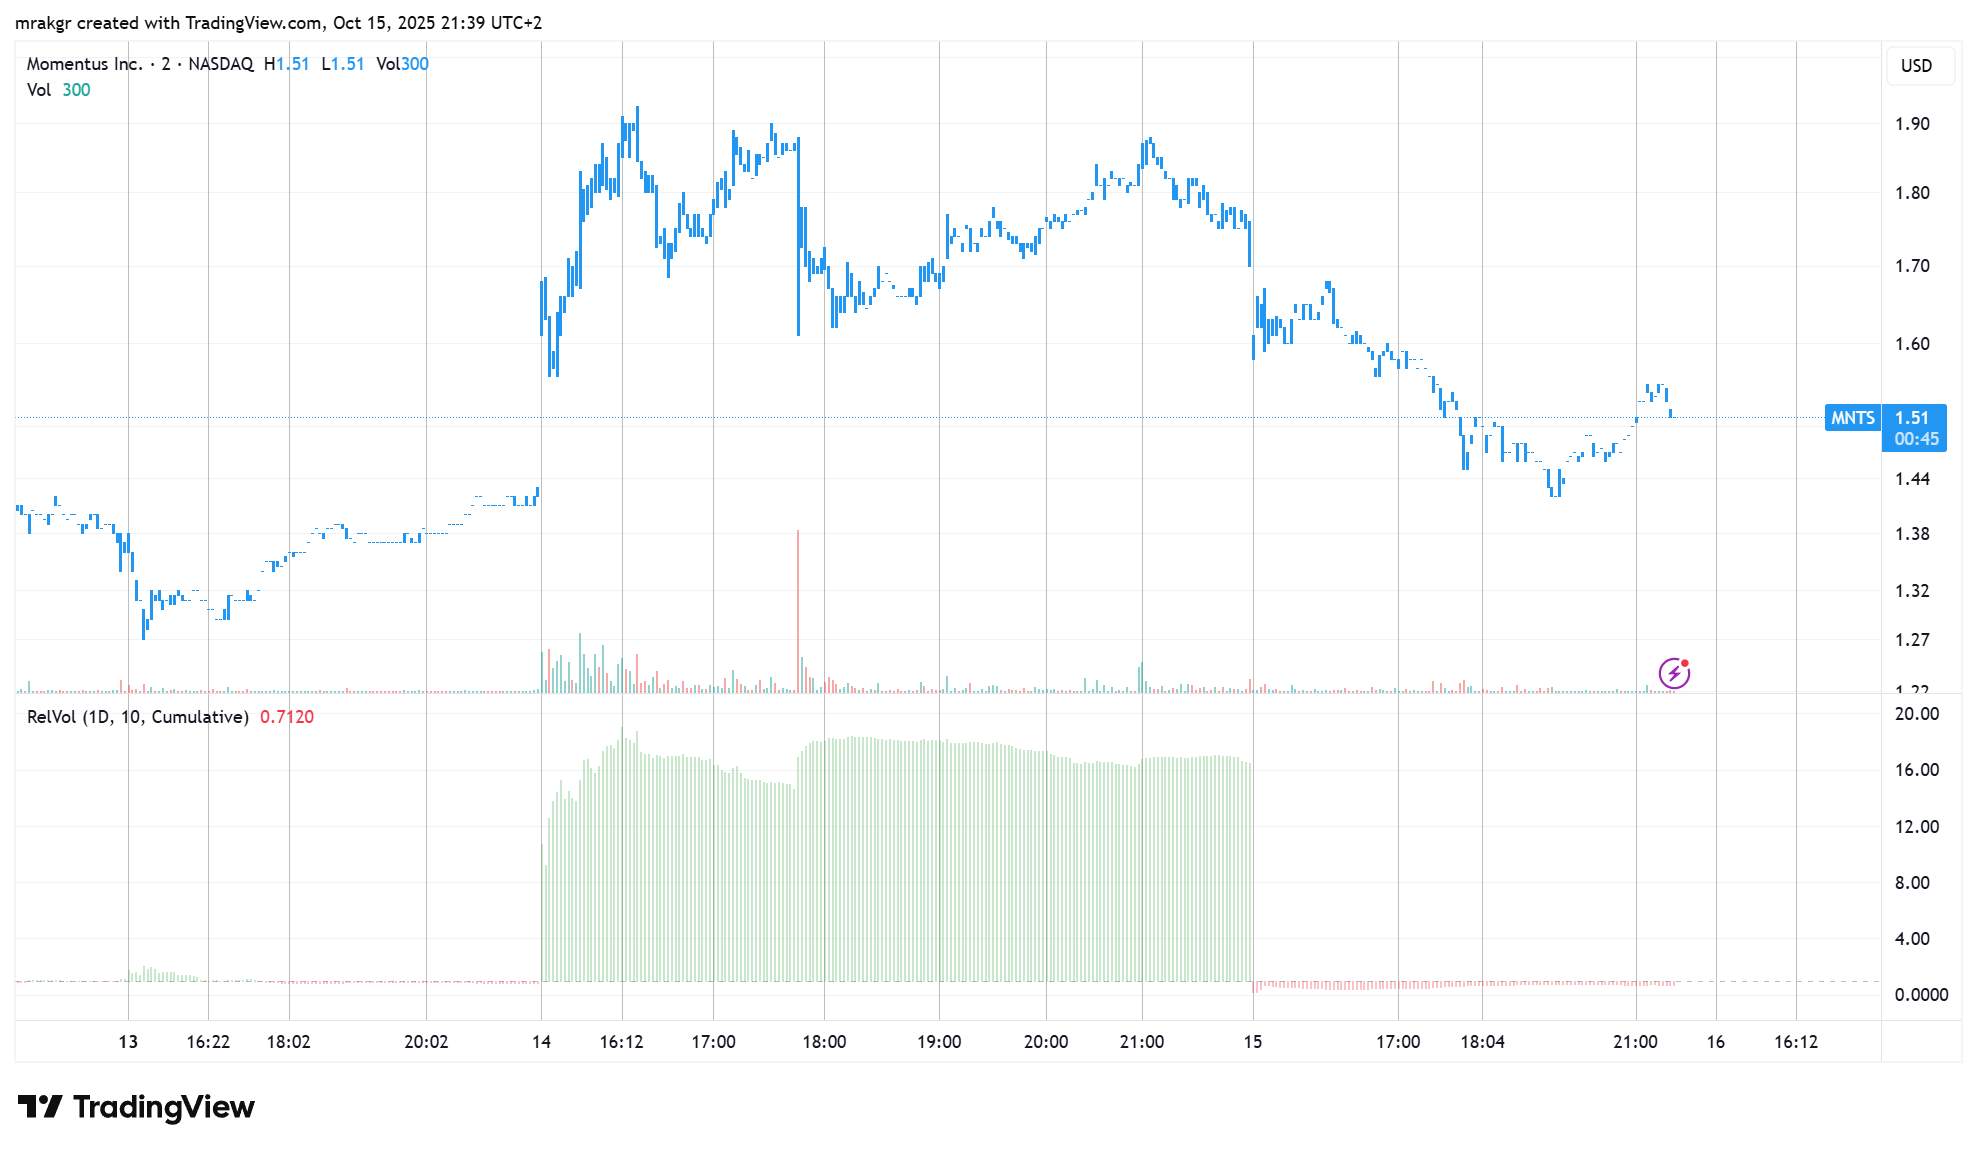 mrakgr created with TradingView.com, Oct 15, 2025 21:39 UTC+2
Momentus Inc. · 2 · NASDAQ H1.51 L1.51 Vol300
Vol 300
USD
1.90
1.80
1.70
1.60
MNTS 1.51
00:45
1.44
1.38
1.32
1.27
1.22
RelVol (1D, 10, Cumulative) 0.7120
20.00
16.00
12.00
8.00
4.00
0.0000
13 16:22 18:02 20:02 14 16:12 17:00 18:00 19:00 20:00 21:00 15 17:00 18:04 21:00 16 16:12
TradingView